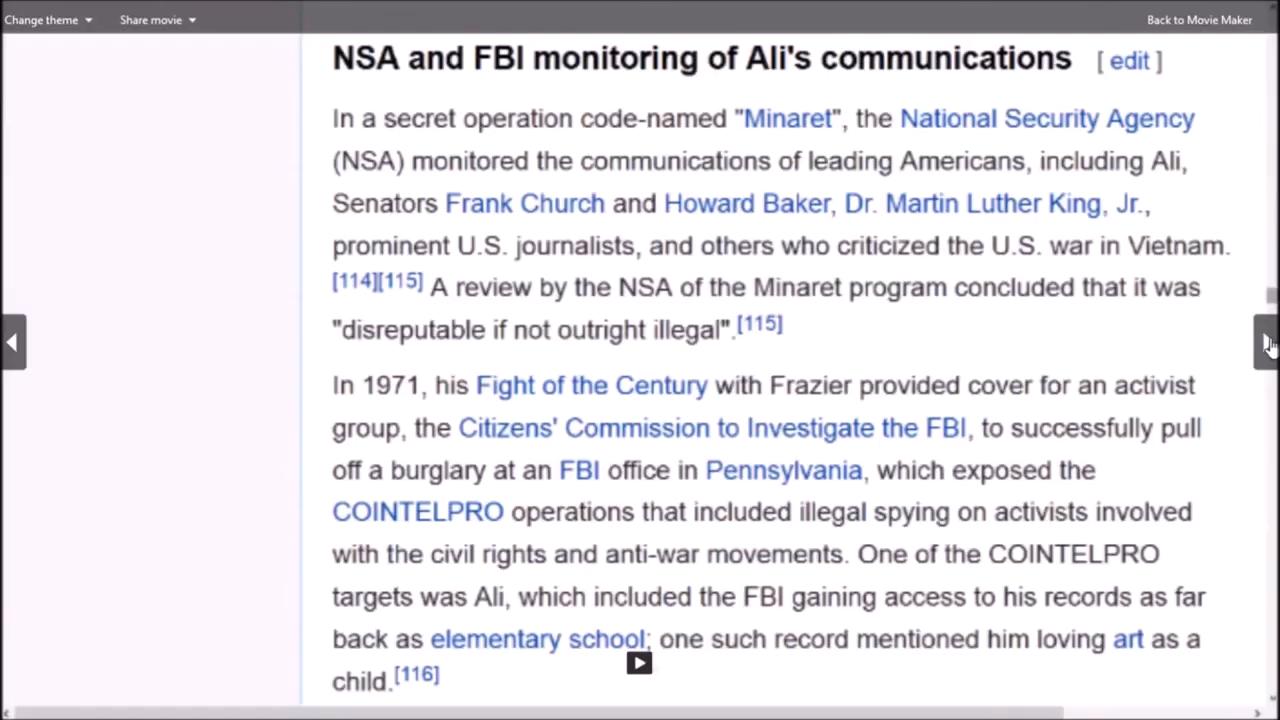 Change theme Share movie Back to Movie Maker
NSA and FBI monitoring of Ali's communications [ edit ]
In a secret operation code-named "Minaret", the National Security Agency
(NSA) monitored the communications of leading Americans, including Ali,
Senators Frank Church and Howard Baker, Dr. Martin Luther King, Jr.,
prominent U.S. journalists, and others who criticized the U.S. war in Vietnam.
[114][115] A review by the NSA of the Minaret program concluded that it was
"disreputable if not outright illegal".[115]
In 1971, his Fight of the Century with Frazier provided cover for an activist
group, the Citizens' Commission to Investigate the FBI, to successfully pull
off a burglary at an FBI office in Pennsylvania, which exposed the
COINTELPRO operations that included illegal spying on activists involved
with the civil rights and anti-war movements. One of the COINTELPRO
targets was Ali, which included the FBI gaining access to his records as far
back as elementary school; one such record mentioned him loving art as a
child.[116]